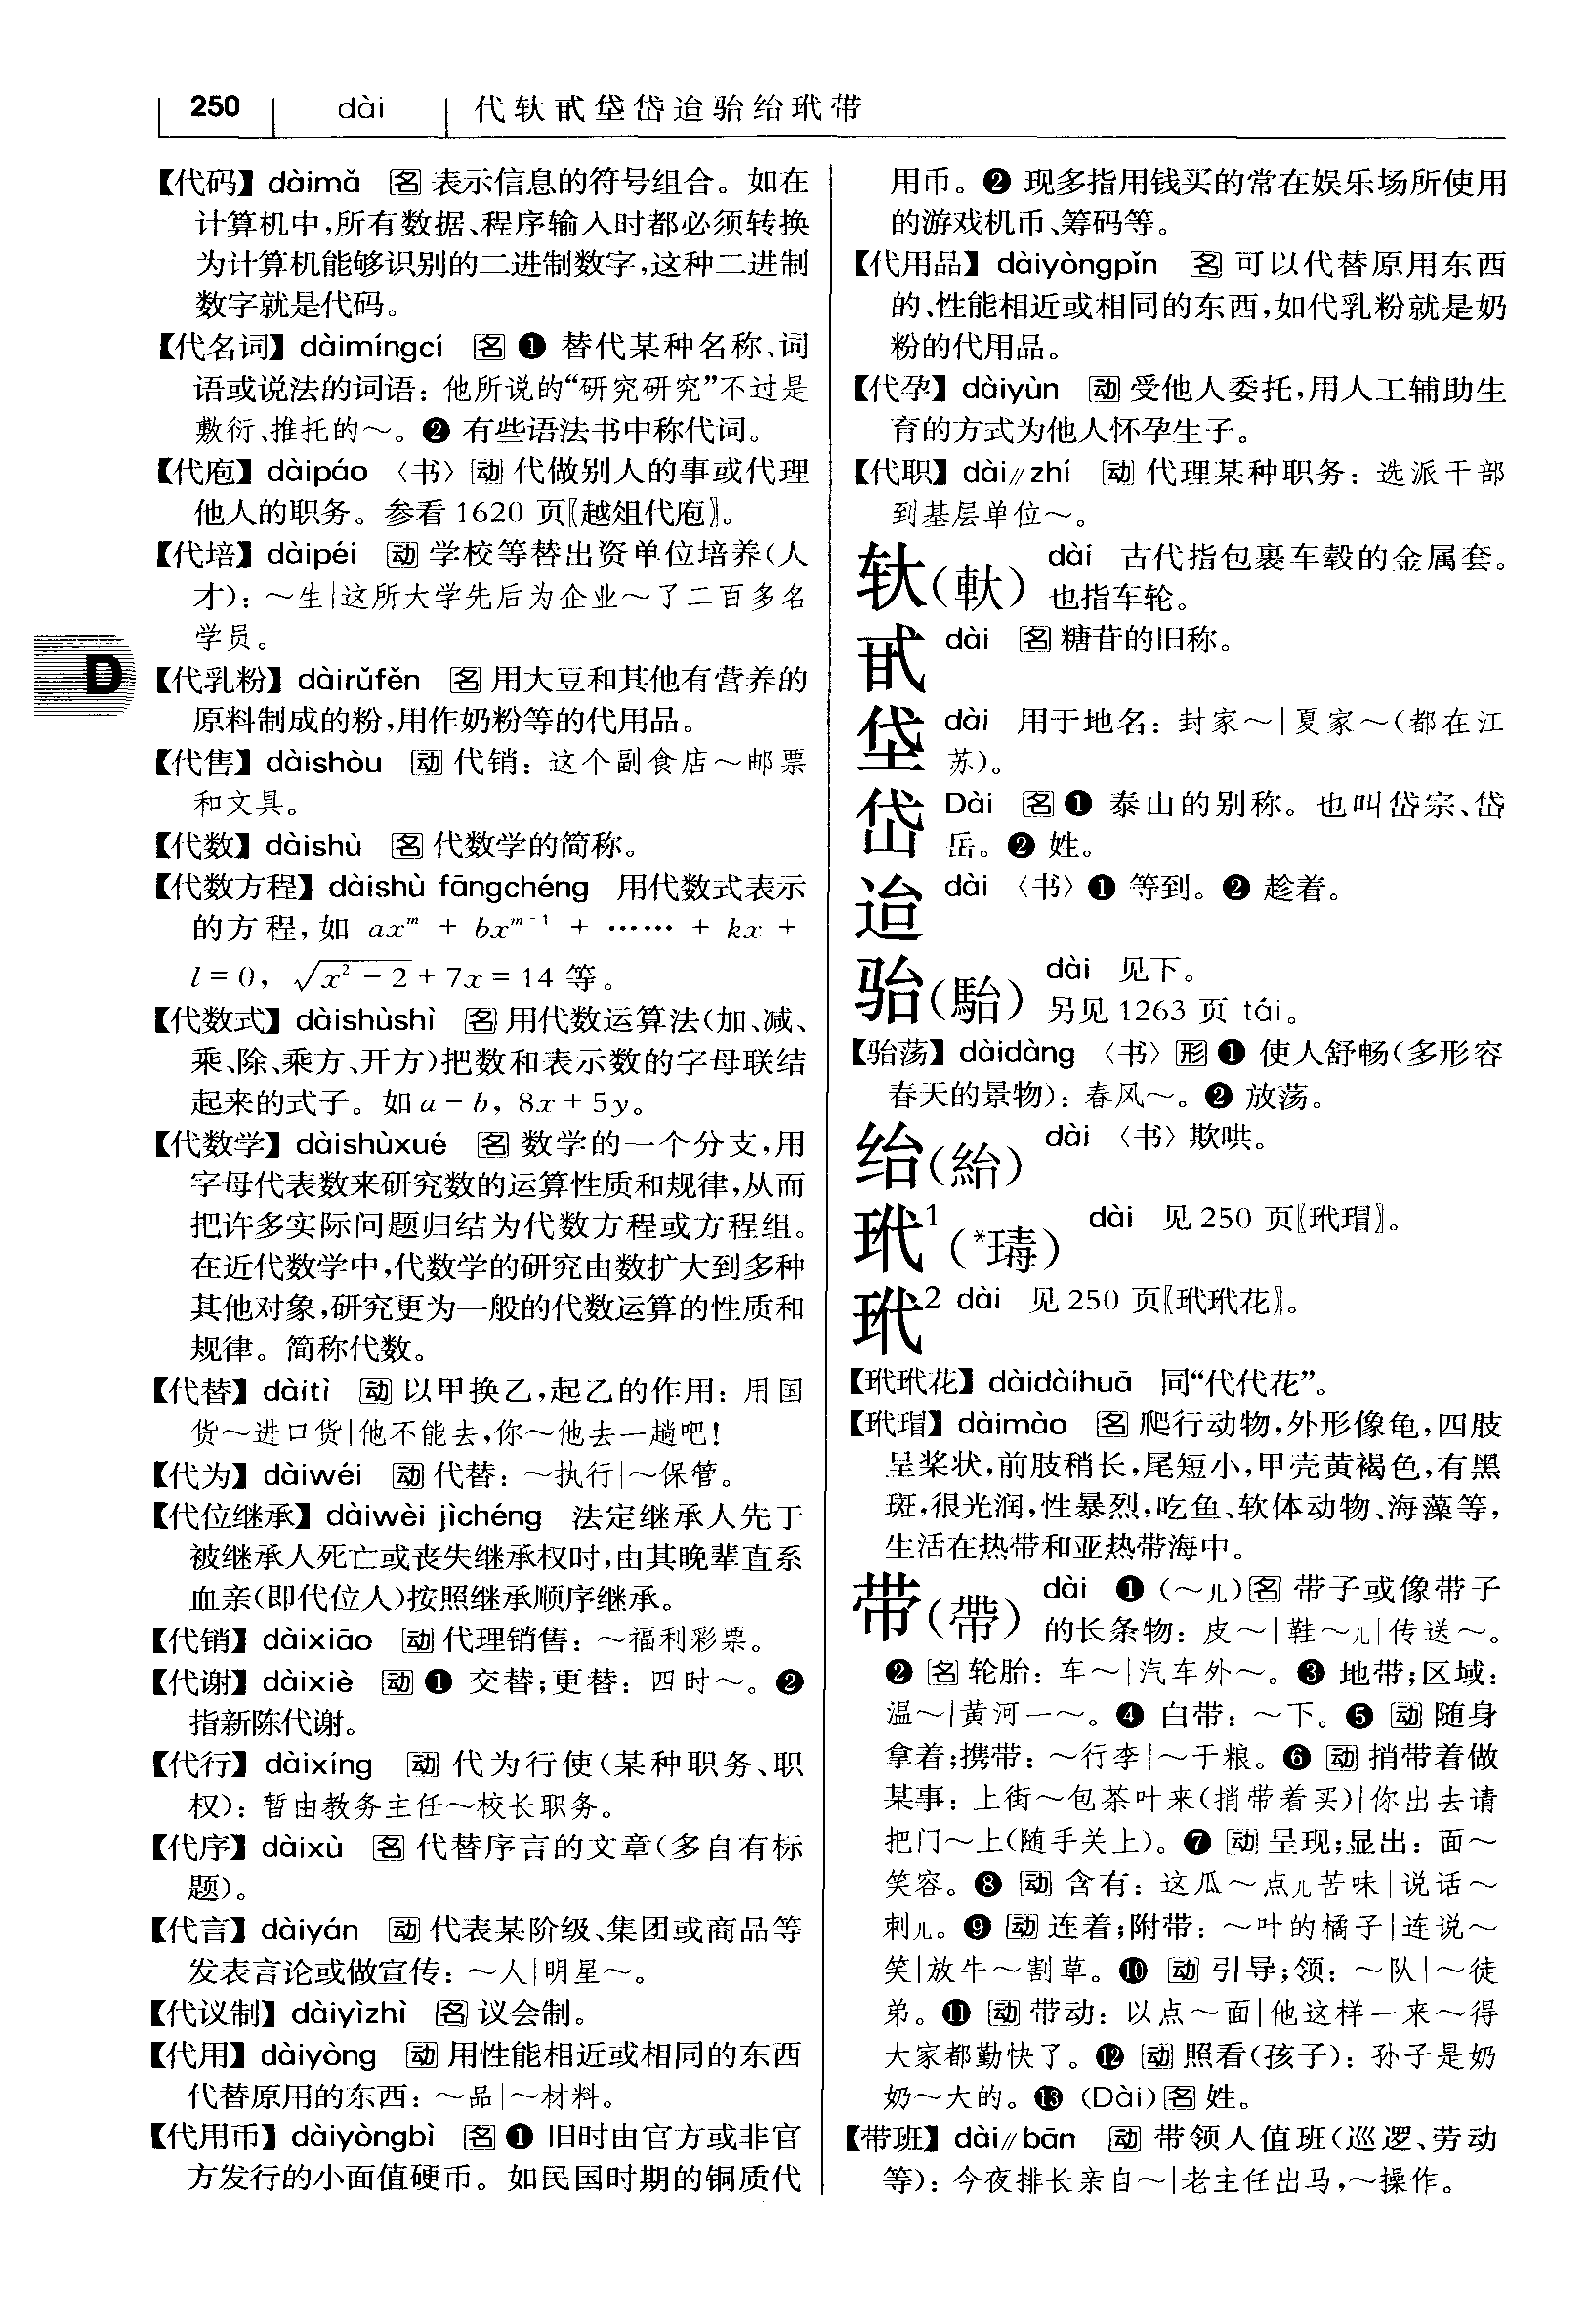 250 dài 代轪甙垈岱迨骀绐玳带
【代码】dàimǎ 名 表示信息的符号组合。如在
计算机中,所有数据、程序输入时都必须转换
为计算机能够识别的二进制数字,这种二进制
数字就是代码。
【代名词】dàimíngcí 名 ❶ 替代某种名称、词
语或说法的词语：他所说的“研究研究”不过是
敷衍、推托的～。❷ 有些语法书中称代词。
【代庖】dàipáo 〈书〉动 代做别人的事或代理
他人的职务。参看 1620 页〖越俎代庖〗。
【代培】dàipéi 动 学校等替出资单位培养(人
才)：～生|这所大学先后为企业～了二百多名
学员。
D
【代乳粉】dàirǔfěn 名 用大豆和其他有营养的
原料制成的粉,用作奶粉等的代用品。
【代售】dàishòu 动 代销：这个副食店～邮票
和文具。
【代数】dàishù 名 代数学的简称。
【代数方程】dàishù fāngchéng 用代数式表示
的方程,如 axᵐ + bxᵐ⁻¹ + …… + kx +
l = 0, √(x² − 2) + 7x = 14 等。
【代数式】dàishùshì 名 用代数运算法(加、减、
乘、除、乘方、开方)把数和表示数的字母联结
起来的式子。如 a − b, 8x + 5y。
【代数学】dàishùxué 名 数学的一个分支,用
字母代表数来研究数的运算性质和规律,从而
把许多实际问题归结为代数方程或方程组。
在近代数学中,代数学的研究由数扩大到多种
其他对象,研究更为一般的代数运算的性质和
规律。简称代数。
【代替】dàitì 动 以甲换乙,起乙的作用：用国
货～进口货|他不能去,你～他去一趟吧!
【代为】dàiwéi 动 代替：～执行|～保管。
【代位继承】dàiwèi jìchéng 法定继承人先于
被继承人死亡或丧失继承权时,由其晚辈直系
血亲(即代位人)按照继承顺序继承。
【代销】dàixiāo 动 代理销售：～福利彩票。
【代谢】dàixiè 动 ❶ 交替;更替：四时～。❷
指新陈代谢。
【代行】dàixíng 动 代为行使(某种职务、职
权)：暂由教务主任～校长职务。
【代序】dàixù 名 代替序言的文章(多自有标
题)。
【代言】dàiyán 动 代表某阶级、集团或商品等
发表言论或做宣传：～人|明星～。
【代议制】dàiyìzhì 名 议会制。
【代用】dàiyòng 动 用性能相近或相同的东西
代替原用的东西：～品|～材料。
【代用币】dàiyòngbì 名 ❶ 旧时由官方或非官
方发行的小面值硬币。如民国时期的铜质代
用币。❷ 现多指用钱买的常在娱乐场所使用
的游戏机币、筹码等。
【代用品】dàiyòngpǐn 名 可以代替原用东西
的、性能相近或相同的东西,如代乳粉就是奶
粉的代用品。
【代孕】dàiyùn 动 受他人委托,用人工辅助生
育的方式为他人怀孕生子。
【代职】dài∥zhí 动 代理某种职务：选派干部
到基层单位～。
轪(軑) dài 古代指包裹车毂的金属套。
也指车轮。
甙 dài 名 糖苷的旧称。
垈 dài 用于地名：封家～|夏家～(都在江
苏)。
岱 Dài 名 ❶ 泰山的别称。也叫岱宗、岱
岳。❷ 姓。
迨 dài 〈书〉❶ 等到。❷ 趁着。
骀(駘) dài 见下。
另见 1263 页 tái。
【骀荡】dàidàng 〈书〉形 ❶ 使人舒畅(多形容
春天的景物)：春风～。❷ 放荡。
绐(紿) dài 〈书〉欺哄。
玳¹(*瑇) dài 见 250 页〖玳瑁〗。
玳² dài 见 250 页〖玳玳花〗。
【玳玳花】dàidàihuā 同“代代花”。
【玳瑁】dàimào 名 爬行动物,外形像龟,四肢
呈桨状,前肢稍长,尾短小,甲壳黄褐色,有黑
斑,很光润,性暴烈,吃鱼、软体动物、海藻等,
生活在热带和亚热带海中。
带(帶) dài ❶ (～儿)名 带子或像带子
的长条物：皮～|鞋～儿|传送～。
❷ 名 轮胎：车～|汽车外～。❸ 地带;区域：
温～|黄河一～。❹ 白带：～下。❺ 动 随身
拿着;携带：～行李|～干粮。❻ 动 捎带着做
某事：上街～包茶叶来(捎带着买)|你出去请
把门～上(随手关上)。❼ 动 呈现;显出：面～
笑容。❽ 动 含有：这瓜～点儿苦味|说话～
刺儿。❾ 动 连着;附带：～叶的橘子|连说～
笑|放牛～割草。❿ 动 引导;领：～队|～徒
弟。⓫ 动 带动：以点～面|他这样一来～得
大家都勤快了。⓬ 动 照看(孩子)：孙子是奶
奶～大的。⓭ (Dài)名 姓。
【带班】dài∥bān 动 带领人值班(巡逻、劳动
等)：今夜排长亲自～|老主任出马,～操作。